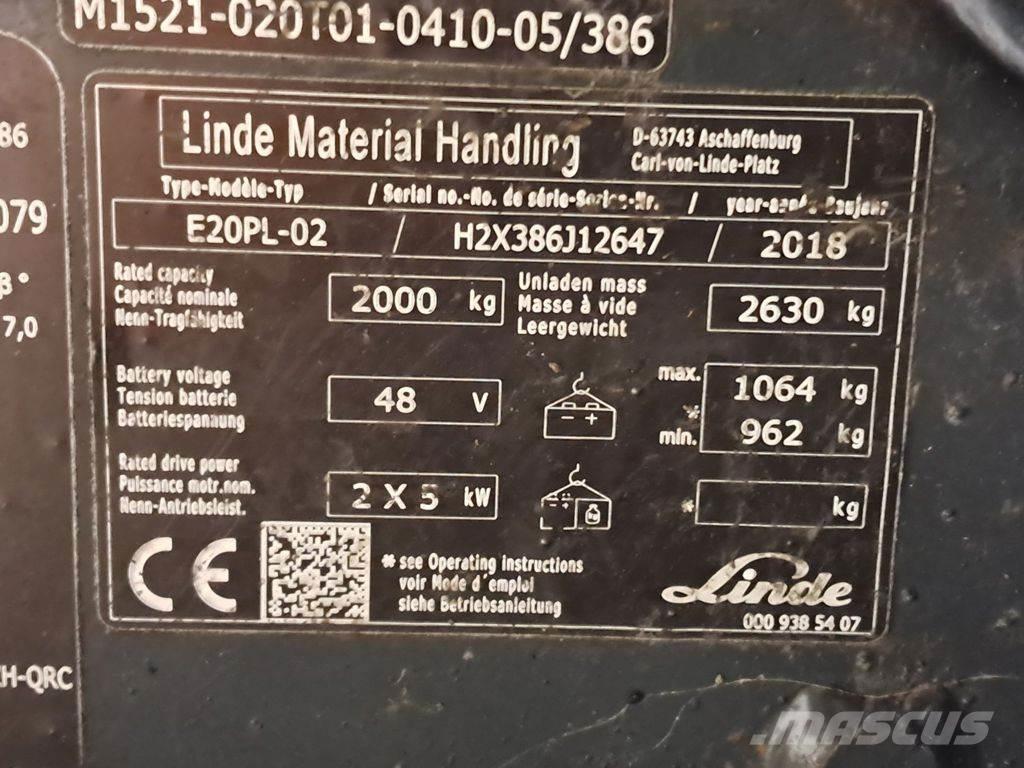 M1521-020T01-0410-05/386
86
079
8°
7,0
CH-QRC
Linde Material Handling
D-63743 Aschaffenburg
Carl-von-Linde-Platz
Type-Modèle-Typ / Serial no.-No. de série-Serien-Nr. / year-année-Baujahr
E20PL-02 / H2X386J12647 / 2018
Rated capacity
Capacité nominale
Nenn-Tragfähigkeit
2000 kg
Unladen mass
Masse à vide
Leergewicht
2630 kg
Battery voltage
Tension batterie
Batteriespannung
48 V
- +
max. 1064 kg
*
min. 962 kg
Rated drive power
Puissance motr.nom.
Nenn-Antriebsleist.
2 X 5 kW
- +
kg
* kg
CE
* see Operating Instructions
voir Mode d'emploi
siehe Betriebsanleitung
Linde
000 938 54 07
MASCUS